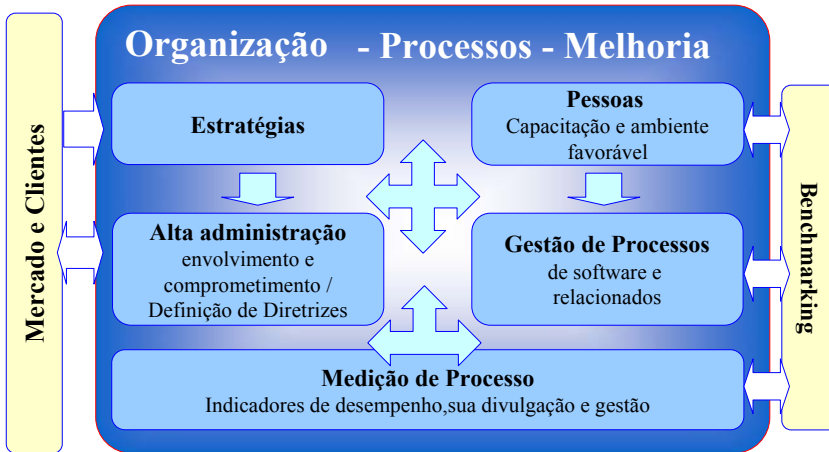 Organização - Processos - Melhoria
Mercado e Clientes
Estratégias
Pessoas
Capacitação e ambiente
favorável
Alta administração
envolvimento e
comprometimento /
Definição de Diretrizes
Gestão de Processos
de software e
relacionados
Medição de Processo
Indicadores de desempenho,sua divulgação e gestão
Benchmarking